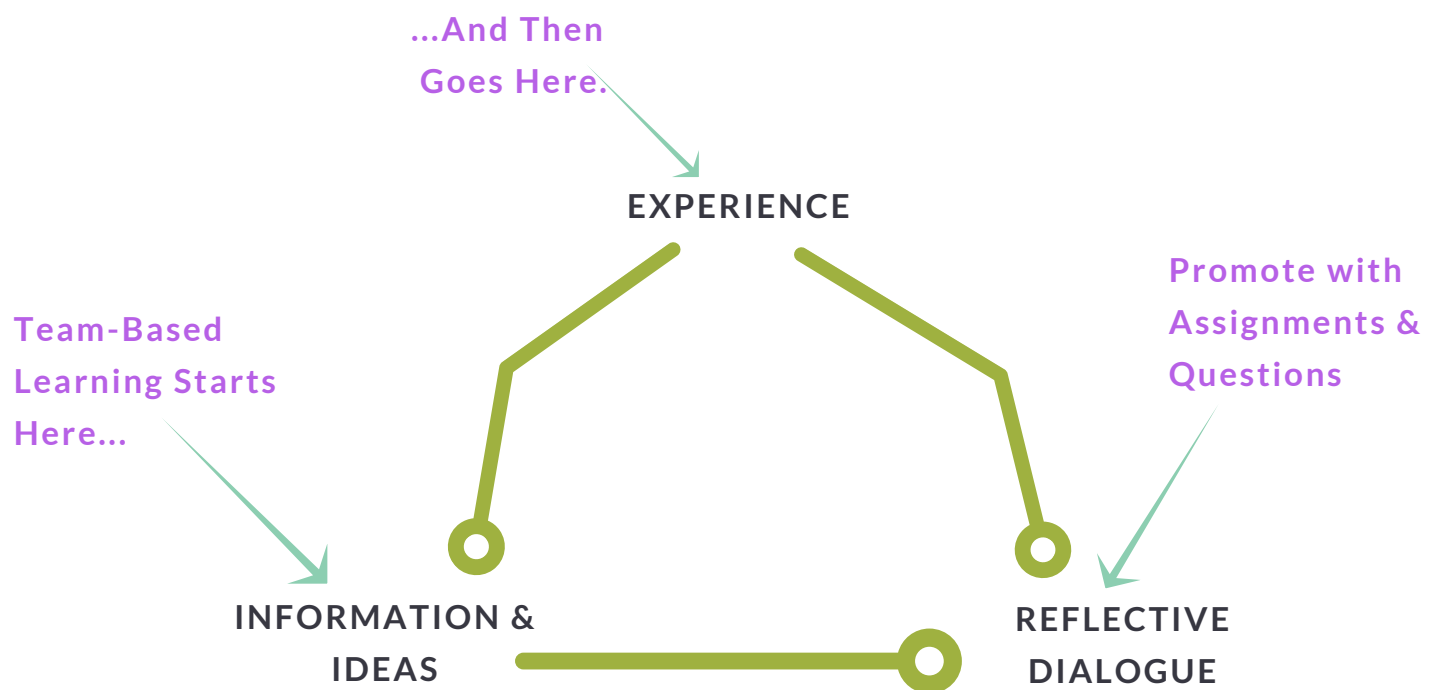 ...And Then
Goes Here.
EXPERIENCE
Promote with
Assignments &
Questions
Team-Based
Learning Starts
Here...
INFORMATION &
IDEAS
REFLECTIVE
DIALOGUE